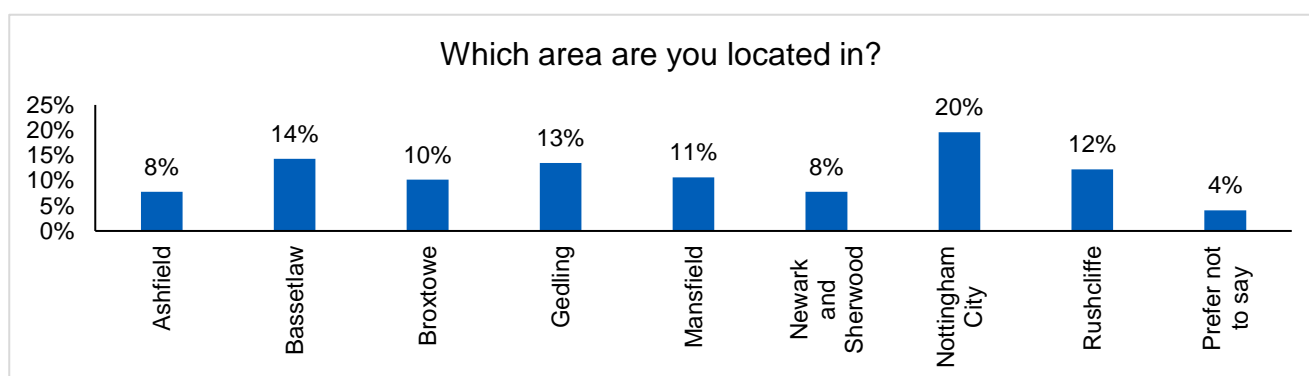 Which area are you located in?
25%
20%
15%
10%
5%
0%
8%
14%
10%
13%
11%
8%
20%
12%
4%
Ashfield
Bassetlaw
Broxtowe
Gedling
Mansfield
Newark
and
Sherwood
Nottingham
City
Rushcliffe
Prefer not
to say